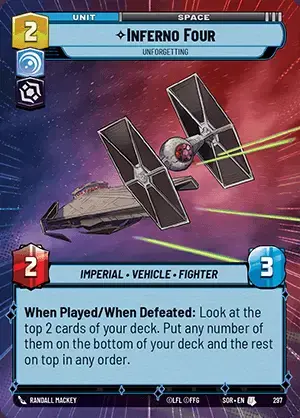 UNIT SPACE
2 ✧INFERNO FOUR
UNFORGETTING
2 IMPERIAL • VEHICLE • FIGHTER 3
When Played/When Defeated: Look at the
top 2 cards of your deck. Put any number of
them on the bottom of your deck and the rest
on top in any order.
RANDALL MACKEY ©LFL ©FFG SOR • EN U 297